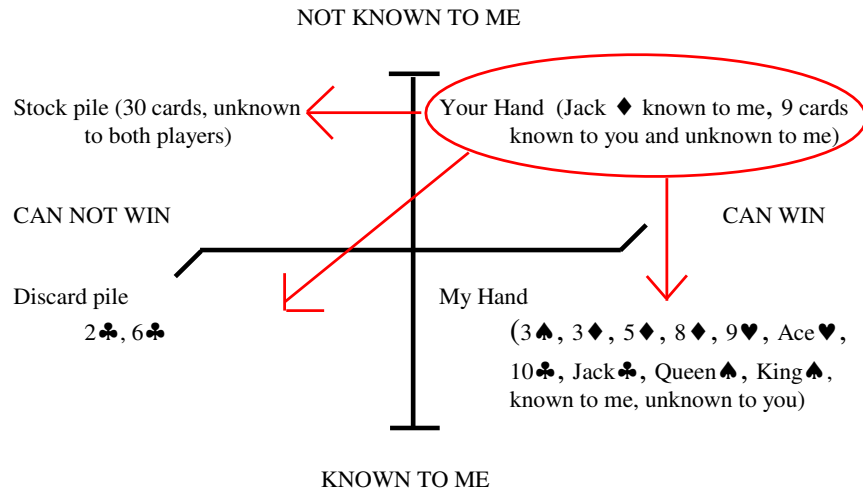 NOT KNOWN TO ME
Stock pile (30 cards, unknown
to both players)
Your Hand (Jack ♦ known to me, 9 cards
known to you and unknown to me)
CAN NOT WIN
CAN WIN
Discard pile
2♣, 6♣
My Hand
(3♠, 3♦, 5♦, 8♦, 9♥, Ace♥,
10♣, Jack♣, Queen♠, King♠,
known to me, unknown to you)
KNOWN TO ME